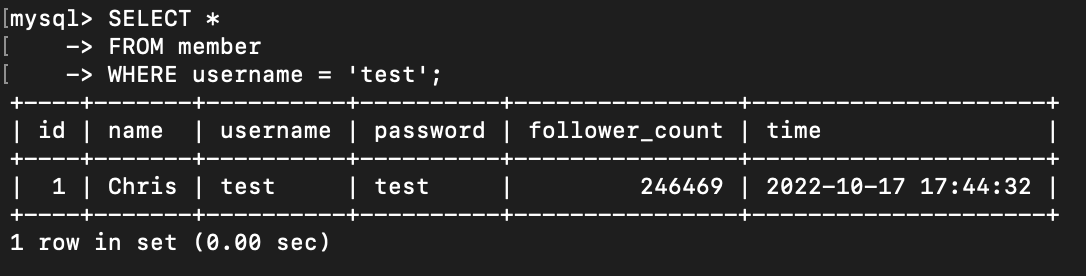 [mysql> SELECT *
[    -> FROM member
[    -> WHERE username = 'test';
+----+-------+----------+----------+----------------+---------------------+
| id | name  | username | password | follower_count | time                |
+----+-------+----------+----------+----------------+---------------------+
|  1 | Chris | test     | test     |         246469 | 2022-10-17 17:44:32 |
+----+-------+----------+----------+----------------+---------------------+
1 row in set (0.00 sec)